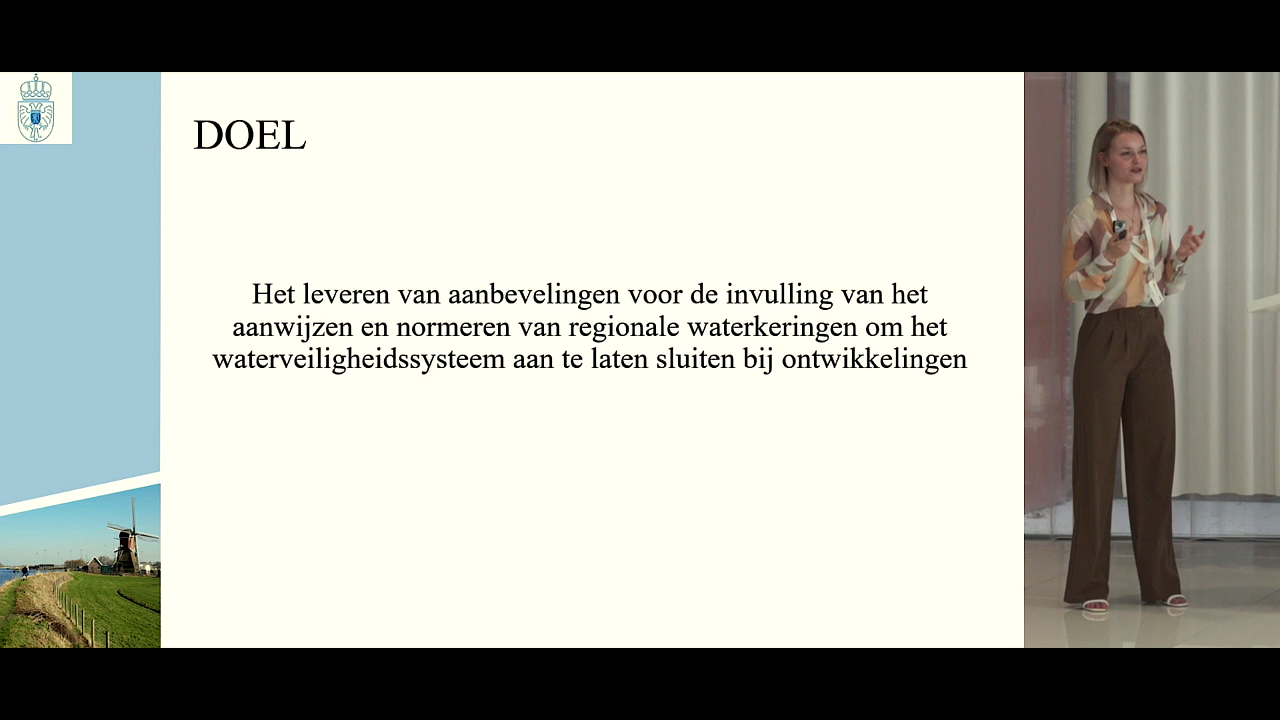 DOEL
Het leveren van aanbevelingen voor de invulling van het
aanwijzen en normeren van regionale waterkeringen om het
waterveiligheidssysteem aan te laten sluiten bij ontwikkelingen